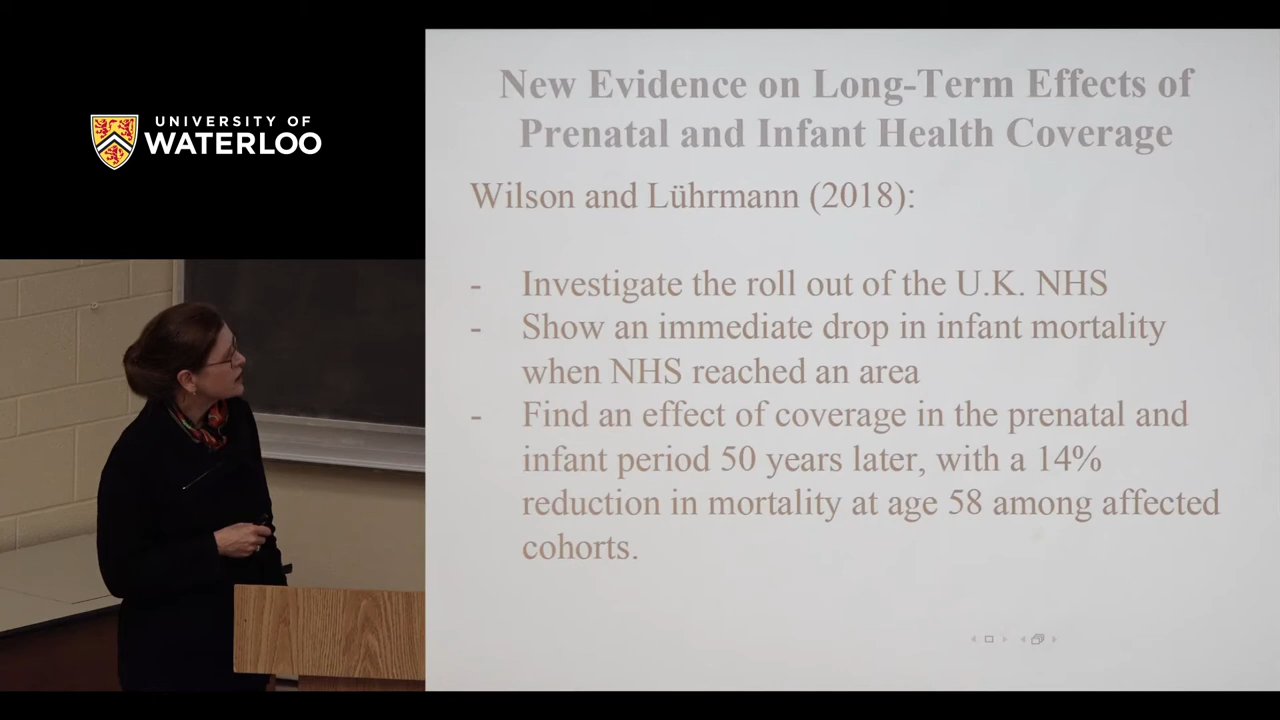 UNIVERSITY OF
WATERLOO
New Evidence on Long-Term Effects of
Prenatal and Infant Health Coverage
Wilson and Lührmann (2018):
- Investigate the roll out of the U.K. NHS
- Show an immediate drop in infant mortality
when NHS reached an area
- Find an effect of coverage in the prenatal and
infant period 50 years later, with a 14%
reduction in mortality at age 58 among affected
cohorts.